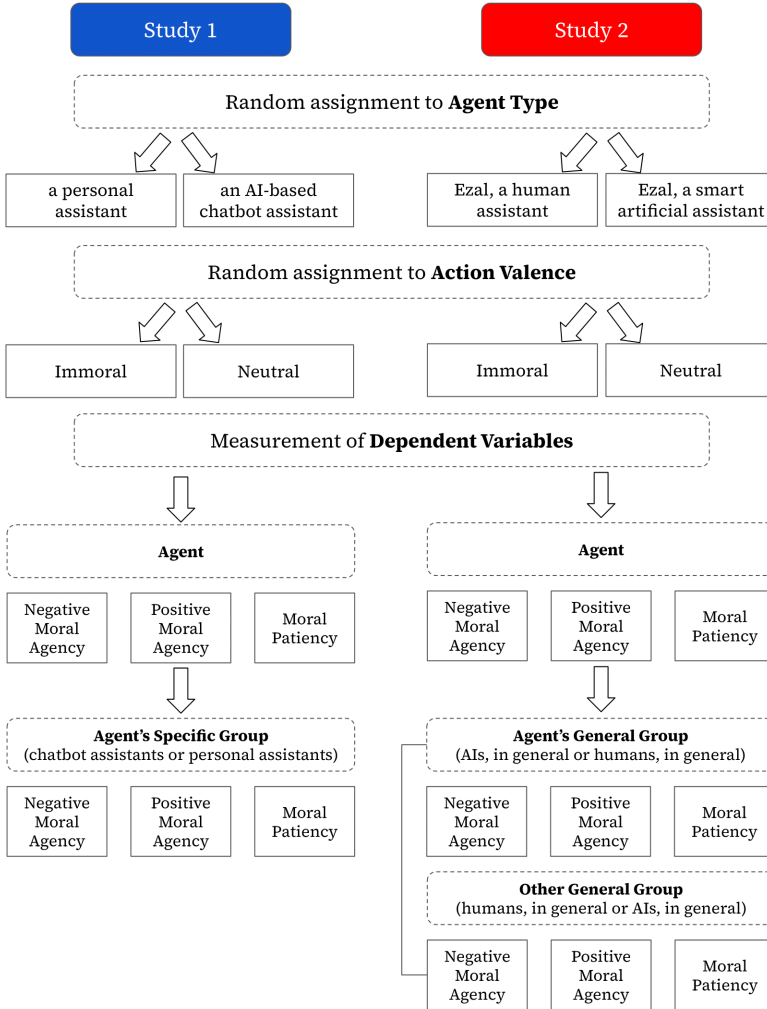 Study 1
Study 2
Random assignment to Agent Type
a personal
assistant
an AI-based
chatbot assistant
Ezal, a human
assistant
Ezal, a smart
artificial assistant
Random assignment to Action Valence
Immoral
Neutral
Immoral
Neutral
Measurement of Dependent Variables
Agent
Agent
Negative
Moral
Agency
Positive
Moral
Agency
Moral
Patiency
Negative
Moral
Agency
Positive
Moral
Agency
Moral
Patiency
Agent's Specific Group
(chatbot assistants or personal assistants)
Agent's General Group
(AIs, in general or humans, in general)
Negative
Moral
Agency
Positive
Moral
Agency
Moral
Patiency
Negative
Moral
Agency
Positive
Moral
Agency
Moral
Patiency
Other General Group
(humans, in general or AIs, in general)
Negative
Moral
Agency
Positive
Moral
Agency
Moral
Patiency